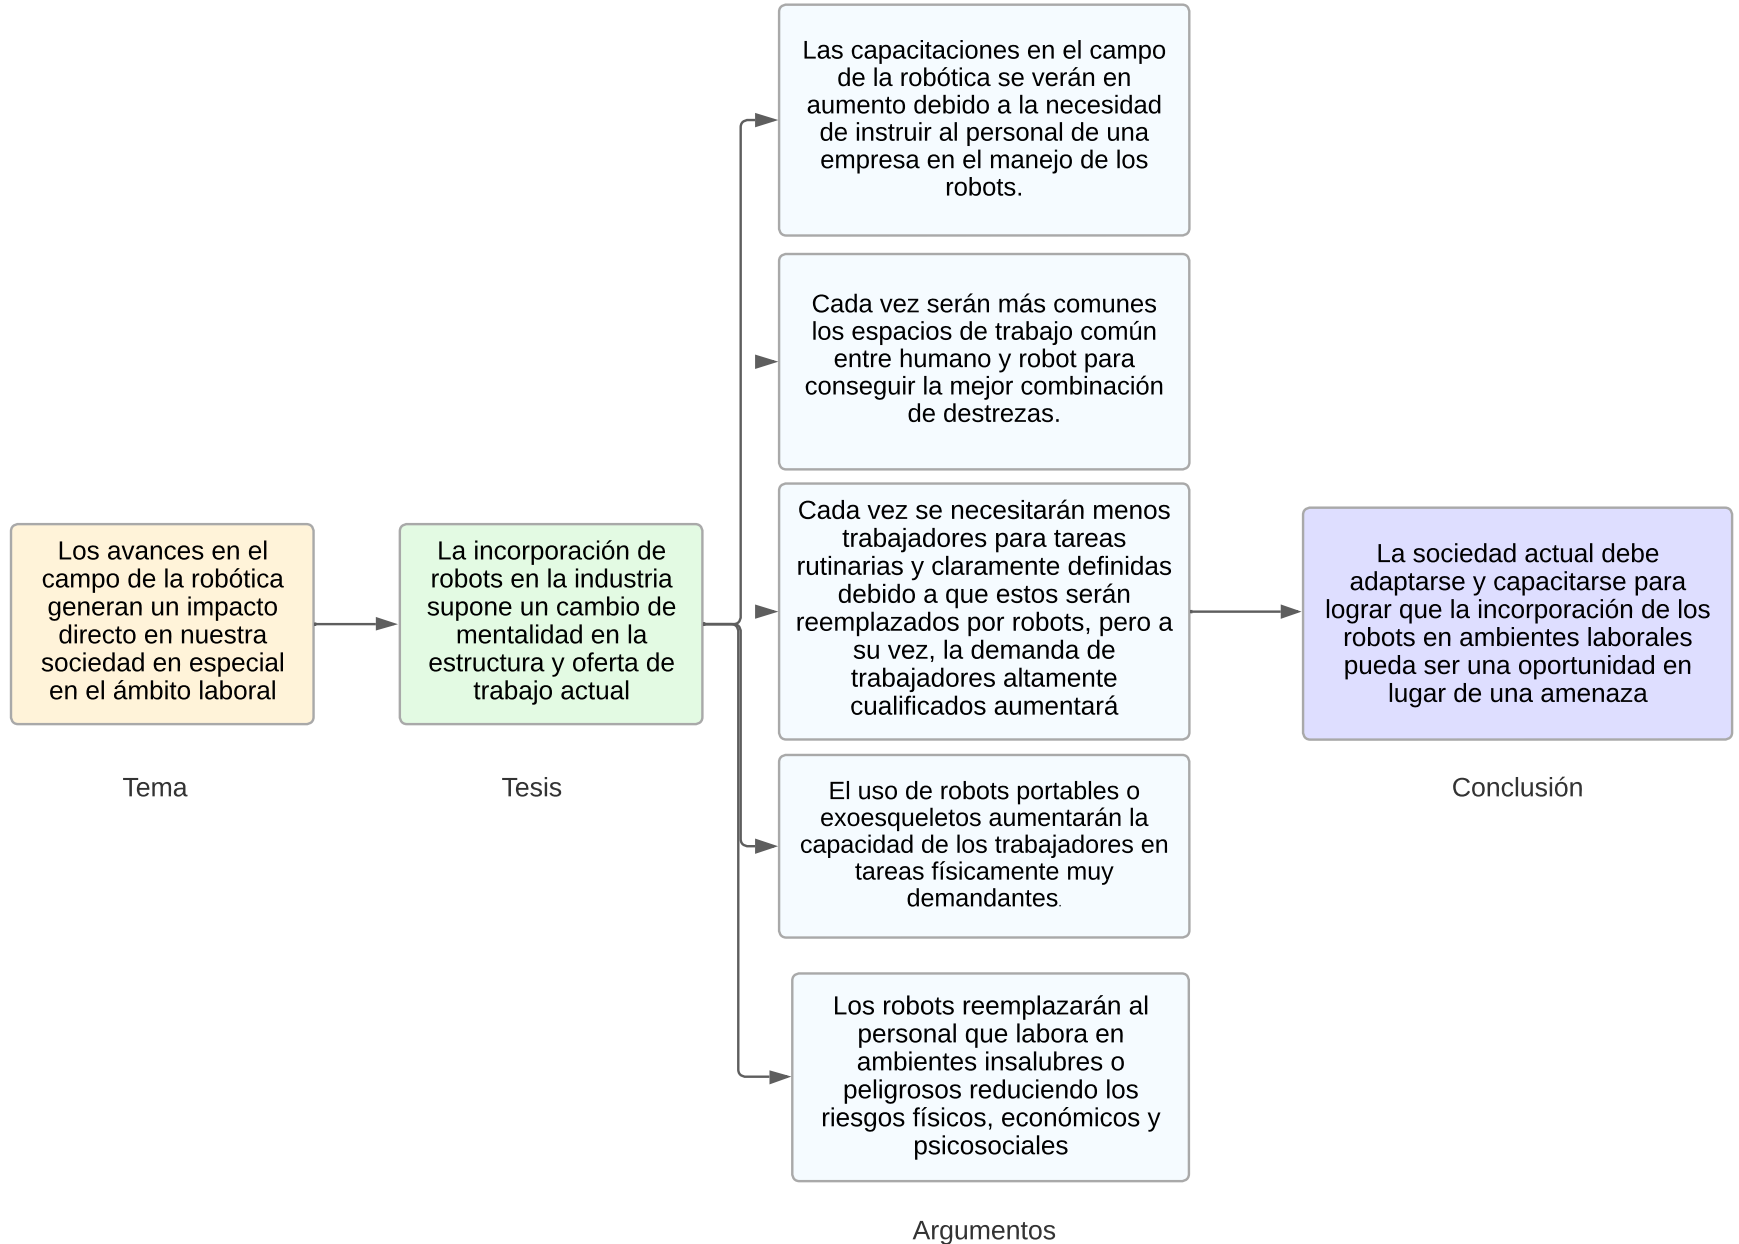 Los avances en el
campo de la robótica
generan un impacto
directo en nuestra
sociedad en especial
en el ámbito laboral
Tema
La incorporación de
robots en la industria
supone un cambio de
mentalidad en la
estructura y oferta de
trabajo actual
Tesis
Las capacitaciones en el campo
de la robótica se verán en
aumento debido a la necesidad
de instruir al personal de una
empresa en el manejo de los
robots.
Cada vez serán más comunes
los espacios de trabajo común
entre humano y robot para
conseguir la mejor combinación
de destrezas.
Cada vez se necesitarán menos
trabajadores para tareas
rutinarias y claramente definidas
debido a que estos serán
reemplazados por robots, pero a
su vez, la demanda de
trabajadores altamente
cualificados aumentará
El uso de robots portables o
exoesqueletos aumentarán la
capacidad de los trabajadores en
tareas físicamente muy
demandantes.
Los robots reemplazarán al
personal que labora en
ambientes insalubres o
peligrosos reduciendo los
riesgos físicos, económicos y
psicosociales
Argumentos
La sociedad actual debe
adaptarse y capacitarse para
lograr que la incorporación de los
robots en ambientes laborales
pueda ser una oportunidad en
lugar de una amenaza
Conclusión